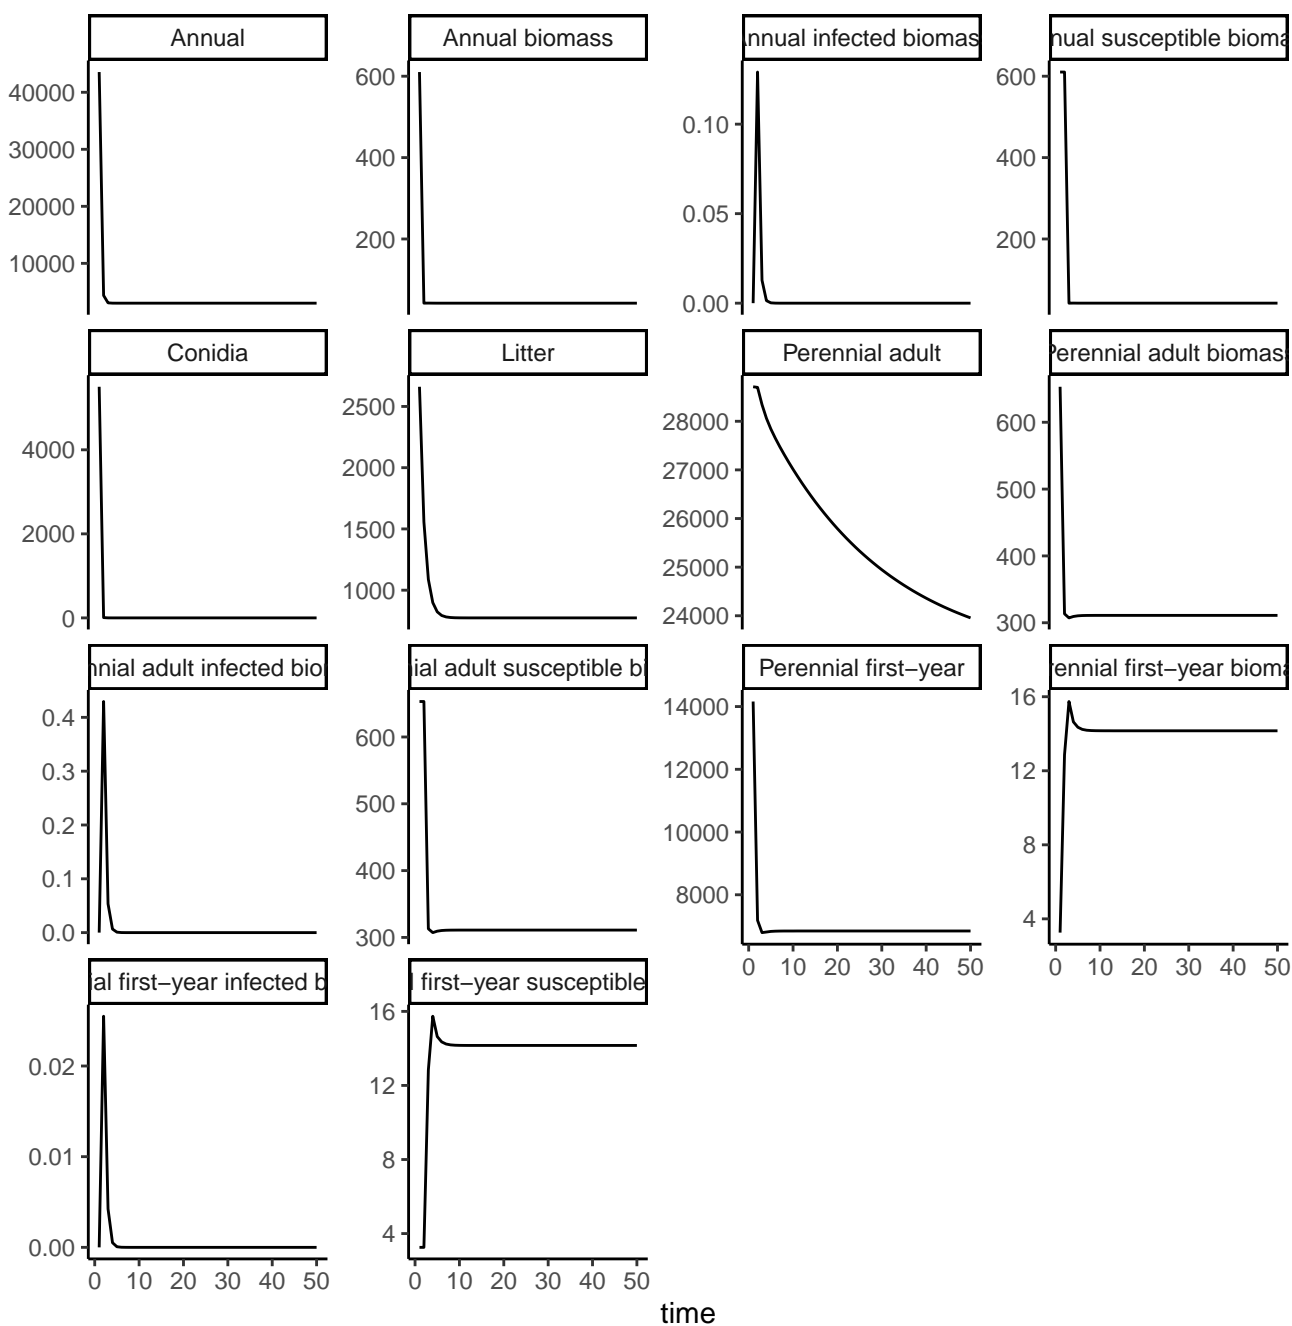 Annual
Annual biomass
nnual infected biomas
nual susceptible bioma
40000
30000
20000
10000
600
400
200
0.10
0.05
0.00
600
400
200
Conidia
Litter
Perennial adult
Perennial adult biomas
4000
2000
0
2500
2000
1500
1000
28000
27000
26000
25000
24000
600
500
400
300
nnial adult infected bio
ial adult susceptible bi
Perennial first−year
ennial first−year bioma
0.4
0.3
0.2
0.1
0.0
600
500
400
300
14000
12000
10000
8000
16
12
8
4
0 10 20 30 40 50
0 10 20 30 40 50
ial first−year infected b
first−year susceptible
0.02
0.01
0.00
16
12
8
4
0 10 20 30 40 50
0 10 20 30 40 50
time